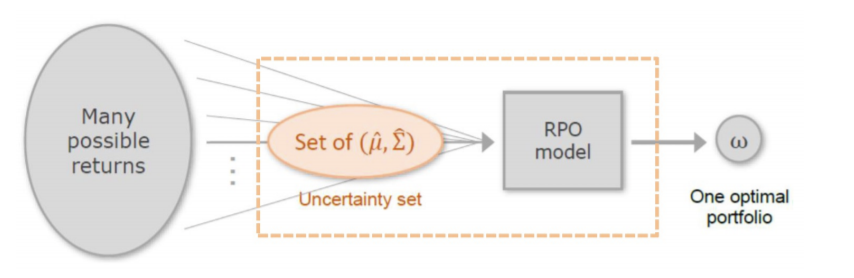 Many
possible
returns
Set of (μ̂, Σ̂)
Uncertainty set
RPO
model
ω
One optimal
portfolio